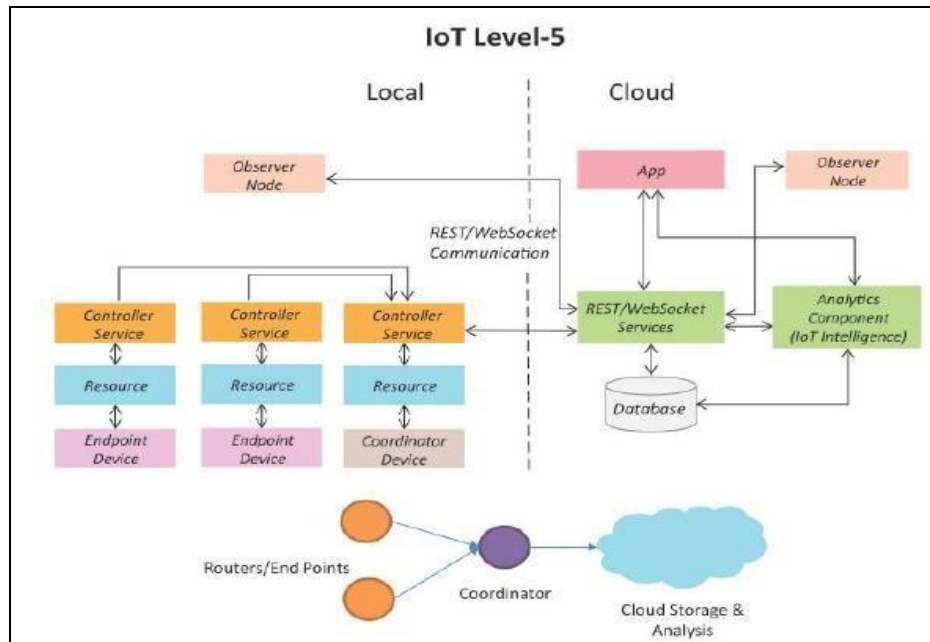 IoT Level-5
Local
Cloud
Observer
Node
App
Observer
Node
REST/WebSocket
Communication
Controller
Service
Controller
Service
Controller
Service
REST/WebSocket
Services
Analytics
Component
(IoT Intelligence)
Resource
Resource
Resource
Database
Endpoint
Device
Endpoint
Device
Coordinator
Device
Routers/End Points
Coordinator
Cloud Storage &
Analysis